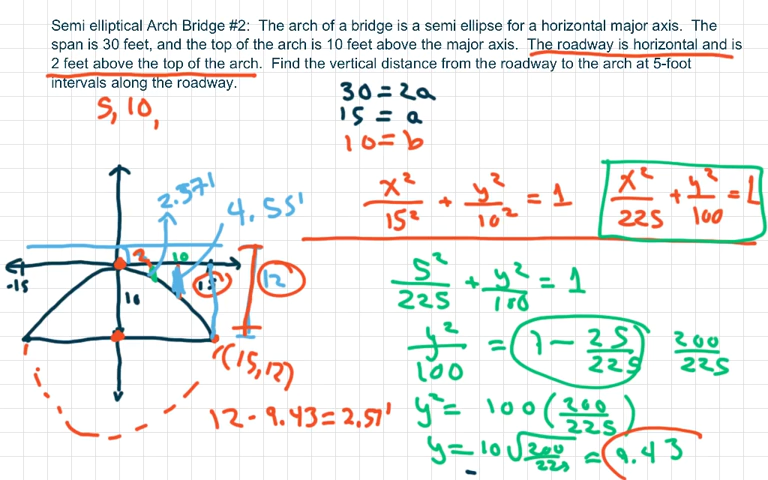 Semi elliptical Arch Bridge #2: The arch of a bridge is a semi ellipse for a horizontal major axis. The
span is 30 feet, and the top of the arch is 10 feet above the major axis. The roadway is horizontal and is
2 feet above the top of the arch. Find the vertical distance from the roadway to the arch at 5-foot
intervals along the roadway.
5, 10,
30 = 2a
15 = a
10 = b
x²/15² + y²/10² = 1
x²/225 + y²/100 = 1
2.57'
4.55'
2
10
-15
15
12
10
(15,12)
12 - 9.43 = 2.57'
5²/225 + y²/100 = 1
y²/100 = 1 - 25/225
200/225
y² = 100(200/225)
y = 10√200/225 = 9.43